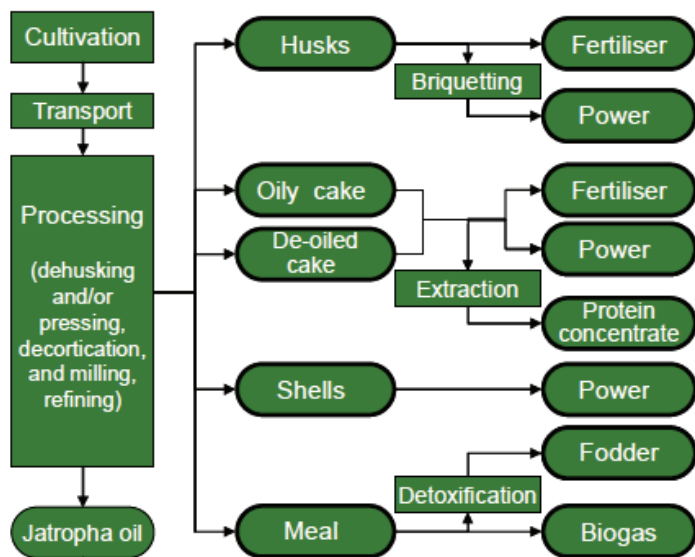 Cultivation
Transport
Processing
(dehusking
and/or
pressing,
decortication,
and milling,
refining)
Jatropha oil
Husks
Briquetting
Fertiliser
Power
Oily cake
De-oiled
cake
Extraction
Fertiliser
Power
Protein
concentrate
Shells
Power
Meal
Detoxification
Fodder
Biogas